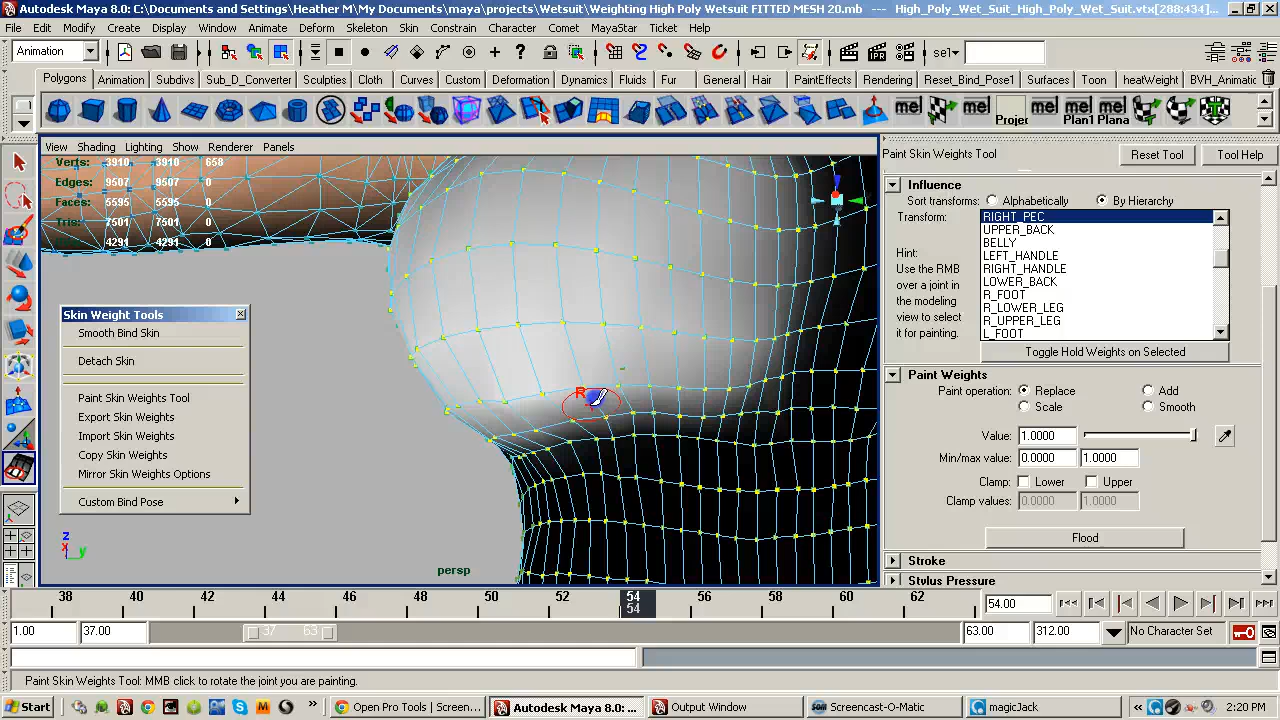 Autodesk Maya 8.0: C:\Documents and Settings\Heather M\My Documents\maya\projects\Wetsuit\Weighting High Poly Wetsuit FITTED MESH 20.mb --- High_Poly_Wet_Suit_High_Poly_Wet_Suit.vtx[288:434]...
File Edit Modify Create Display Window Animate Deform Skeleton Skin Constrain Character Comet MayaStar Ticket Help
Animation sel
Polygons Animation Subdivs Sub_D_Converter Sculpties Cloth Curves Custom Deformation Dynamics Fluids Fur General Hair PaintEffects Rendering Reset_Bind_Pose1 Surfaces Toon heatWeight BVH_Animatic
mel mel mel mel
Projec Plan1 Plana
View Shading Lighting Show Renderer Panels
Verts: 3910 3910 658
Edges: 9507 9507 0
Faces: 5595 5595 0
Tris: 7501 7501 0
4291 4291 0
Skin Weight Tools
Smooth Bind Skin
Detach Skin
Paint Skin Weights Tool
Export Skin Weights
Import Skin Weights
Copy Skin Weights
Mirror Skin Weights Options
Custom Bind Pose
R
z
x y
persp
Paint Skin Weights Tool Reset Tool Tool Help
Influence
Sort transforms: Alphabetically By Hierarchy
Transform:
RIGHT_PEC
UPPER_BACK
BELLY
LEFT_HANDLE
RIGHT_HANDLE
LOWER_BACK
R_FOOT
R_LOWER_LEG
R_UPPER_LEG
L_FOOT
Hint:
Use the RMB
over a joint in
the modeling
view to select
it for painting.
Toggle Hold Weights on Selected
Paint Weights
Paint operation: Replace Add
Scale Smooth
Value: 1.0000
Min/max value: 0.0000 1.0000
Clamp: Lower Upper
Clamp values: 0.0000 1.0000
Flood
Stroke
Stylus Pressure
38 40 42 44 46 48 50 52 54 56 58 60 62
54
54.00
1.00 37.00 37 63 63.00 312.00 No Character Set
Paint Skin Weights Tool: MMB click to rotate the joint you are painting.
Start » Open Pro Tools | Screen... Autodesk Maya 8.0: ... Output Window Screencast-O-Matic magicJack 2:20 PM